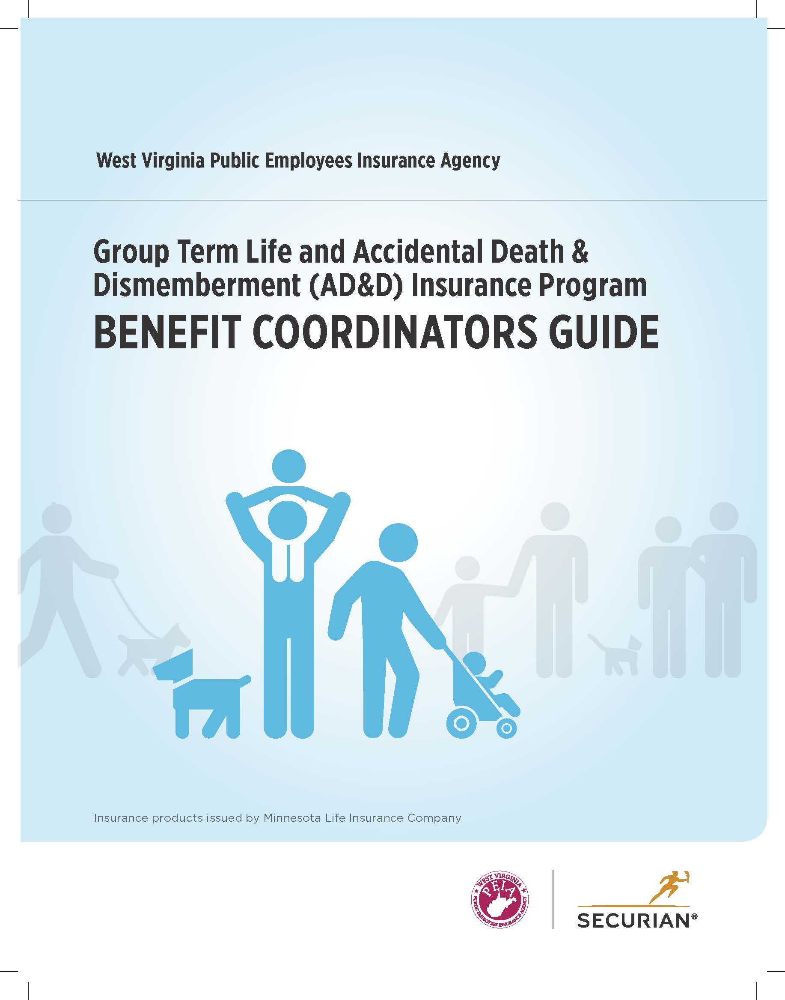 West Virginia Public Employees Insurance Agency
Group Term Life and Accidental Death &
Dismemberment (AD&D) Insurance Program
BENEFIT COORDINATORS GUIDE
Insurance products issued by Minnesota Life Insurance Company
WEST VIRGINIA
PEIA
PUBLIC EMPLOYEES INSURANCE AGENCY
SECURIAN®